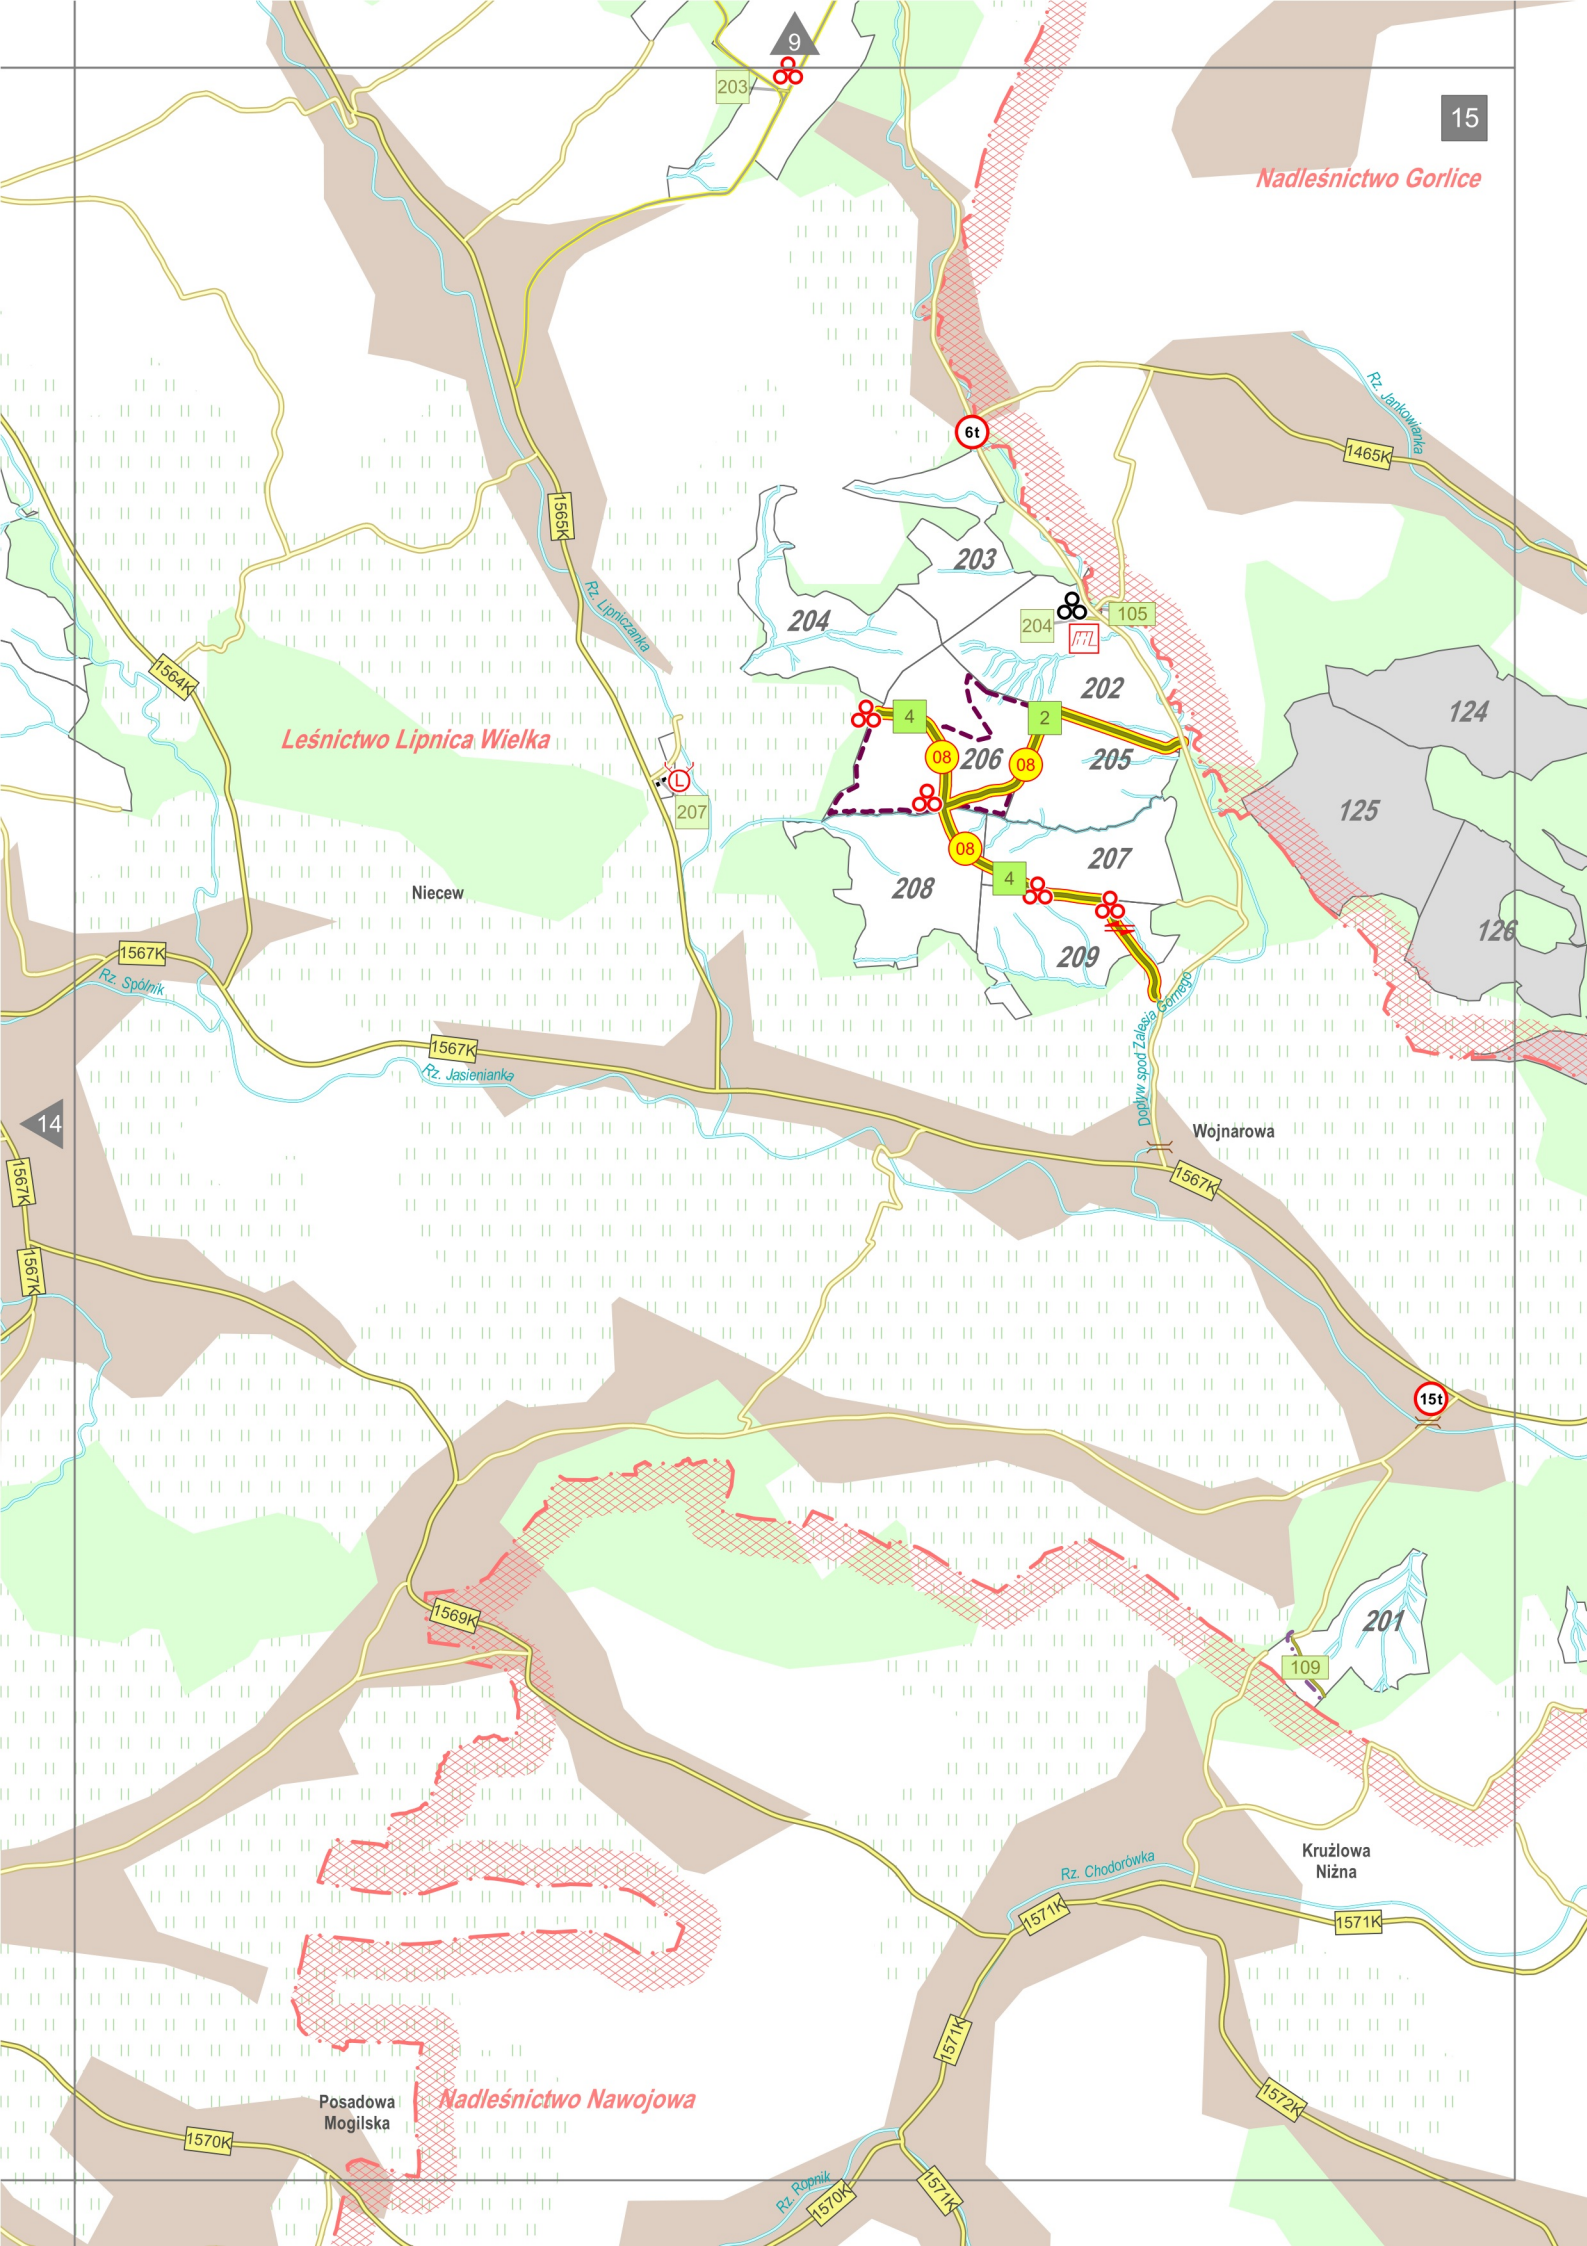 9
203
15
Nadleśnictwo Gorlice
Rz. Jankowianka
6t
1465K
1565K
203
204
Rz. Lipniczanka
204
105
1564K
202
124
4
2
Leśnictwo Lipnica Wielka
08
206
08
205
L
207
125
08
207
4
208
Niecew
126
1567K
209
Rz. Spólnik
Dopływ spod Zalesia Górnego
1567K
Rz. Jasienianka
14
Wojnarowa
1567K
1567K
1567K
15t
1569K
201
109
Krużlowa
Niżna
Rz. Chodorówka
1571K
1571K
1571K
1572K
Posadowa
Mogilska
Nadleśnictwo Nawojowa
1570K
Rz. Ropnik
1570K
1571K